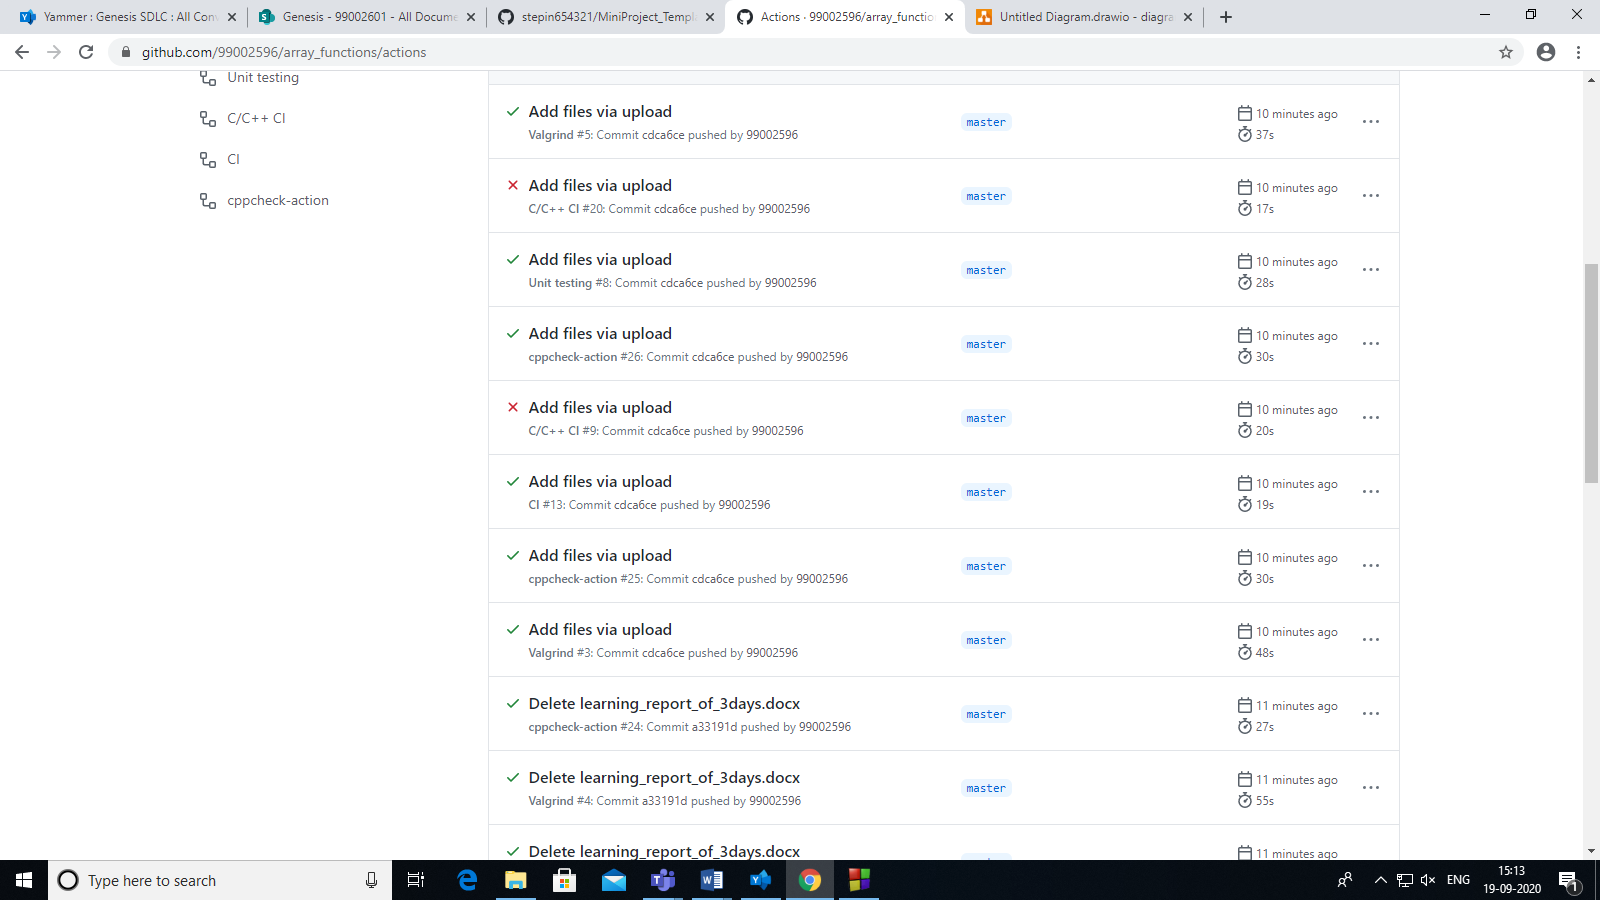 Yammer : Genesis SDLC : All Conv
Genesis - 99002601 - All Docume
stepin654321/MiniProject_Templ
Actions · 99002596/array_functio
Untitled Diagram.drawio - diagra
github.com/99002596/array_functions/actions
Unit testing
C/C++ CI
CI
cppcheck-action
Add files via upload
Valgrind #5: Commit cdca6ce pushed by 99002596
master
10 minutes ago
37s
Add files via upload
C/C++ CI #20: Commit cdca6ce pushed by 99002596
master
10 minutes ago
17s
Add files via upload
Unit testing #8: Commit cdca6ce pushed by 99002596
master
10 minutes ago
28s
Add files via upload
cppcheck-action #26: Commit cdca6ce pushed by 99002596
master
10 minutes ago
30s
Add files via upload
C/C++ CI #9: Commit cdca6ce pushed by 99002596
master
10 minutes ago
20s
Add files via upload
CI #13: Commit cdca6ce pushed by 99002596
master
10 minutes ago
19s
Add files via upload
cppcheck-action #25: Commit cdca6ce pushed by 99002596
master
10 minutes ago
30s
Add files via upload
Valgrind #3: Commit cdca6ce pushed by 99002596
master
10 minutes ago
48s
Delete learning_report_of_3days.docx
cppcheck-action #24: Commit a33191d pushed by 99002596
master
11 minutes ago
27s
Delete learning_report_of_3days.docx
Valgrind #4: Commit a33191d pushed by 99002596
master
11 minutes ago
55s
Delete learning_report_of_3days.docx
11 minutes ago
Type here to search
ENG
15:13
19-09-2020
1